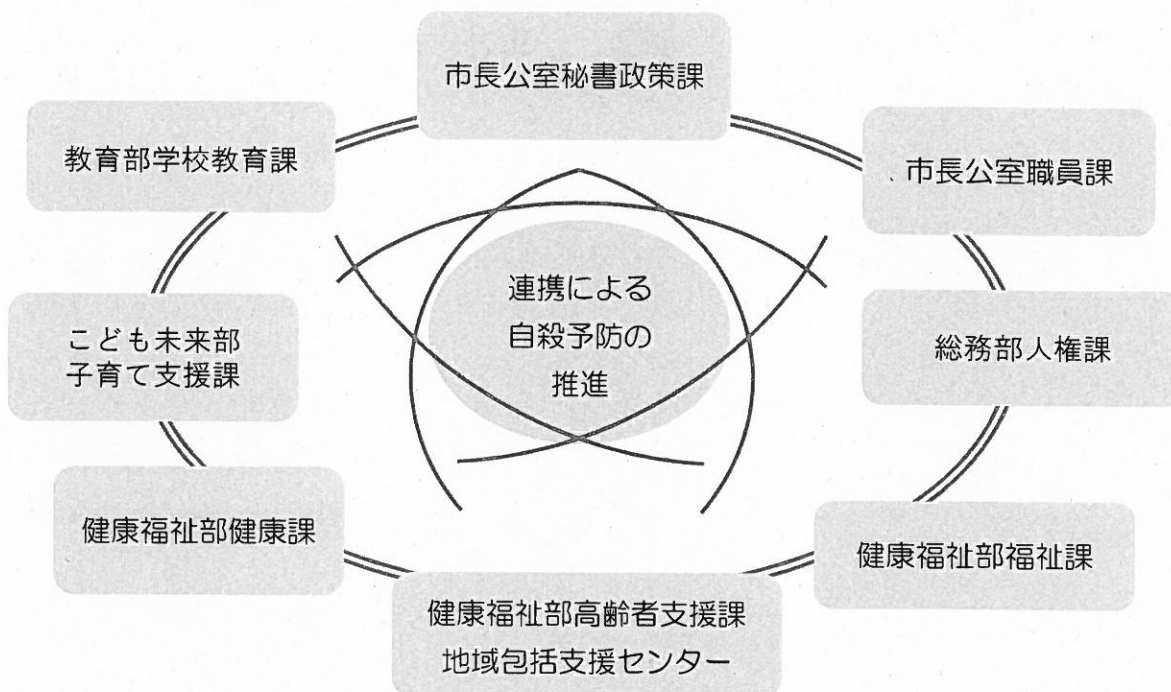 市長公室秘書政策課
教育部学校教育課
市長公室職員課
連携による
自殺予防の
推進
こども未来部
子育て支援課
総務部人権課
健康福祉部健康課
健康福祉部福祉課
健康福祉部高齢者支援課
地域包括支援センター